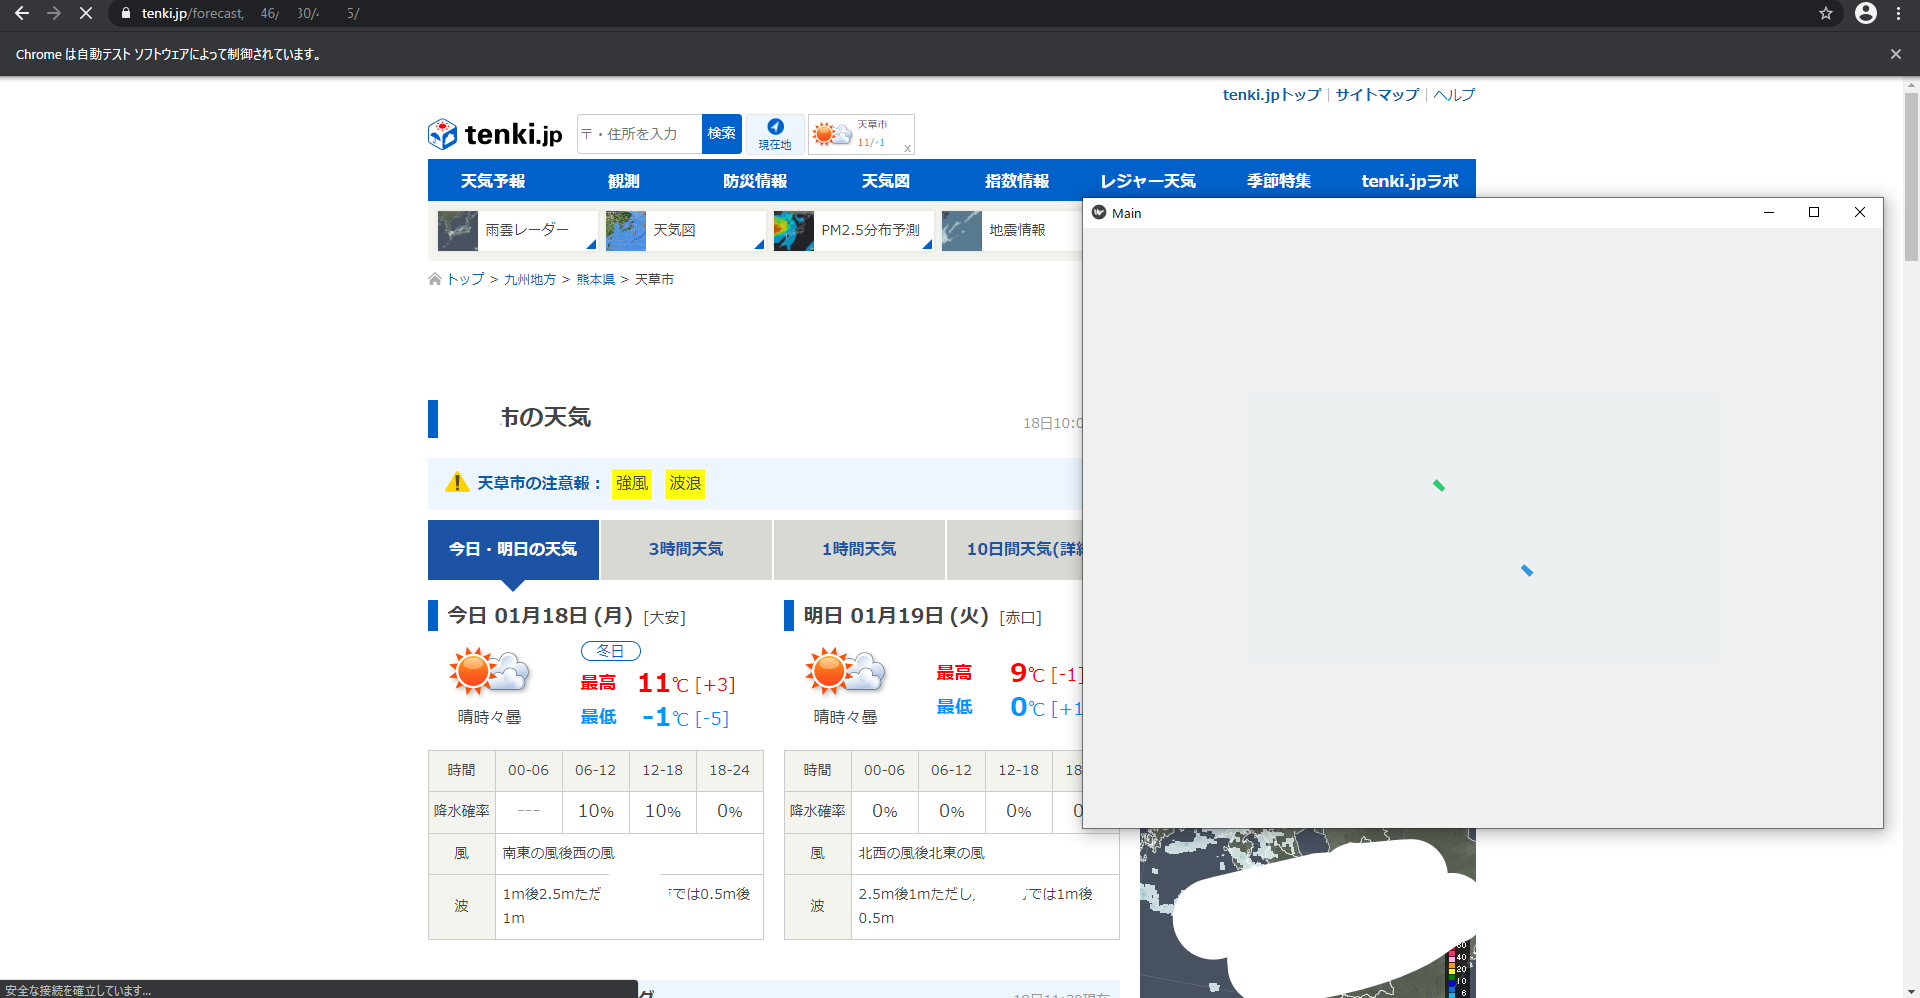 tenki.jp/forecast, 46/ 30/ 5/
Chrome は自動テスト ソフトウェアによって制御されています。
tenki.jpトップ | サイトマップ | ヘルプ
tenki.jp
〒・住所を入力 検索
現在地
天草市
11/-1
x
天気予報 観測 防災情報 天気図 指数情報 レジャー天気 季節特集 tenki.jpラボ
雨雲レーダー 天気図 PM2.5分布予測 地震情報
Main
トップ > 九州地方 > 熊本県 > 天草市
市の天気
18日10:0
天草市の注意報: 強風 波浪
今日・明日の天気 3時間天気 1時間天気 10日間天気(詳細
今日 01月18日(月) [大安]
冬日
晴時々曇
最高 11℃ [+3]
最低 -1℃ [-5]
時間 00-06 06-12 12-18 18-24
降水確率 --- 10% 10% 0%
風 南東の風後西の風
波 1m後2.5mただ では0.5m後
1m
明日 01月19日(火) [赤口]
晴時々曇
最高 9℃ [-1]
最低 0℃ [+1
時間 00-06 06-12 12-18 18
降水確率 0% 0% 0% 0
風 北西の風後北東の風
波 2.5m後1mただし では1m後
0.5m
40
20
10
6
安全な接続を確立しています...